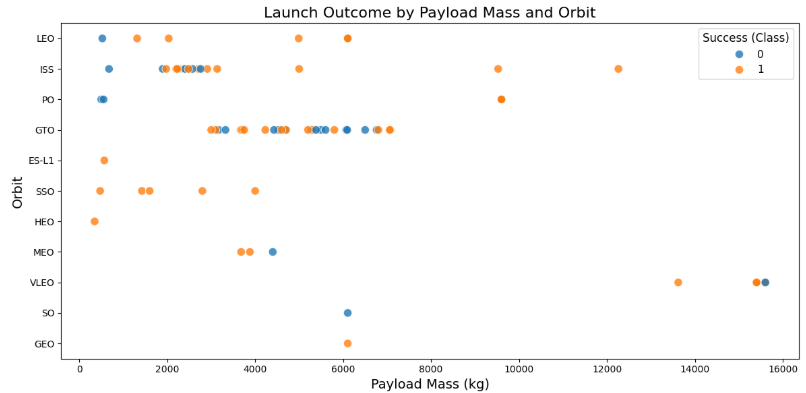 Launch Outcome by Payload Mass and Orbit
Success (Class)
0
1
Orbit
LEO
ISS
PO
GTO
ES-L1
SSO
HEO
MEO
VLEO
SO
GEO
0 2000 4000 6000 8000 10000 12000 14000 16000
Payload Mass (kg)